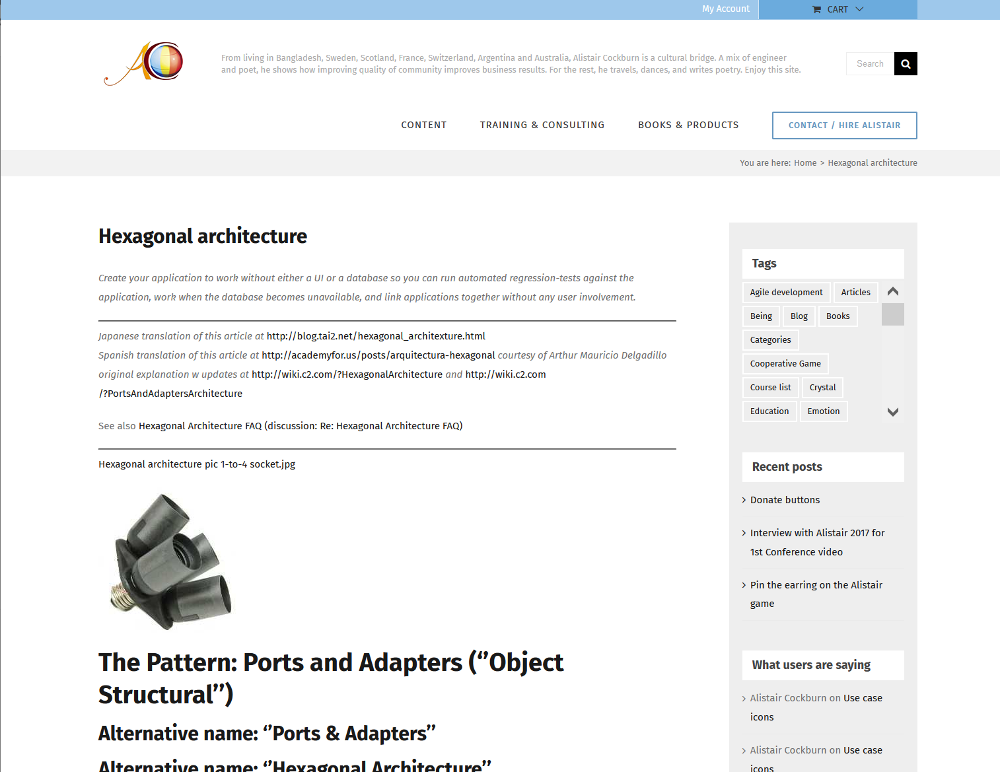 My Account
CART
From living in Bangladesh, Sweden, Scotland, France, Switzerland, Argentina and Australia, Alistair Cockburn is a cultural bridge. A mix of engineer
and poet, he shows how improving quality of community improves business results. For the rest, he travels, dances, and writes poetry. Enjoy this site.
Search
CONTENT
TRAINING & CONSULTING
BOOKS & PRODUCTS
CONTACT / HIRE ALISTAIR
You are here: Home > Hexagonal architecture
Hexagonal architecture
Create your application to work without either a UI or a database so you can run automated regression-tests against the
application, work when the database becomes unavailable, and link applications together without any user involvement.
Japanese translation of this article at http://blog.tai2.net/hexagonal_architexture.html
Spanish translation of this article at http://academyfor.us/posts/arquitectura-hexagonal courtesy of Arthur Mauricio Delgadillo
original explanation w updates at http://wiki.c2.com/?HexagonalArchitecture and http://wiki.c2.com
/?PortsAndAdaptersArchitecture
See also Hexagonal Architecture FAQ (discussion: Re: Hexagonal Architecture FAQ)
Hexagonal architecture pic 1-to-4 socket.jpg
The Pattern: Ports and Adapters (‘’Object
Structural’’)
Alternative name: ‘’Ports & Adapters’’
Alternative name: ‘’Hexagonal Architecture’’
Tags
Agile development
Articles
Being
Blog
Books
Categories
Cooperative Game
Course list
Crystal
Education
Emotion
Recent posts
Donate buttons
Interview with Alistair 2017 for
1st Conference video
Pin the earring on the Alistair
game
What users are saying
Alistair Cockburn on Use case
icons
Alistair Cockburn on Use case
icons